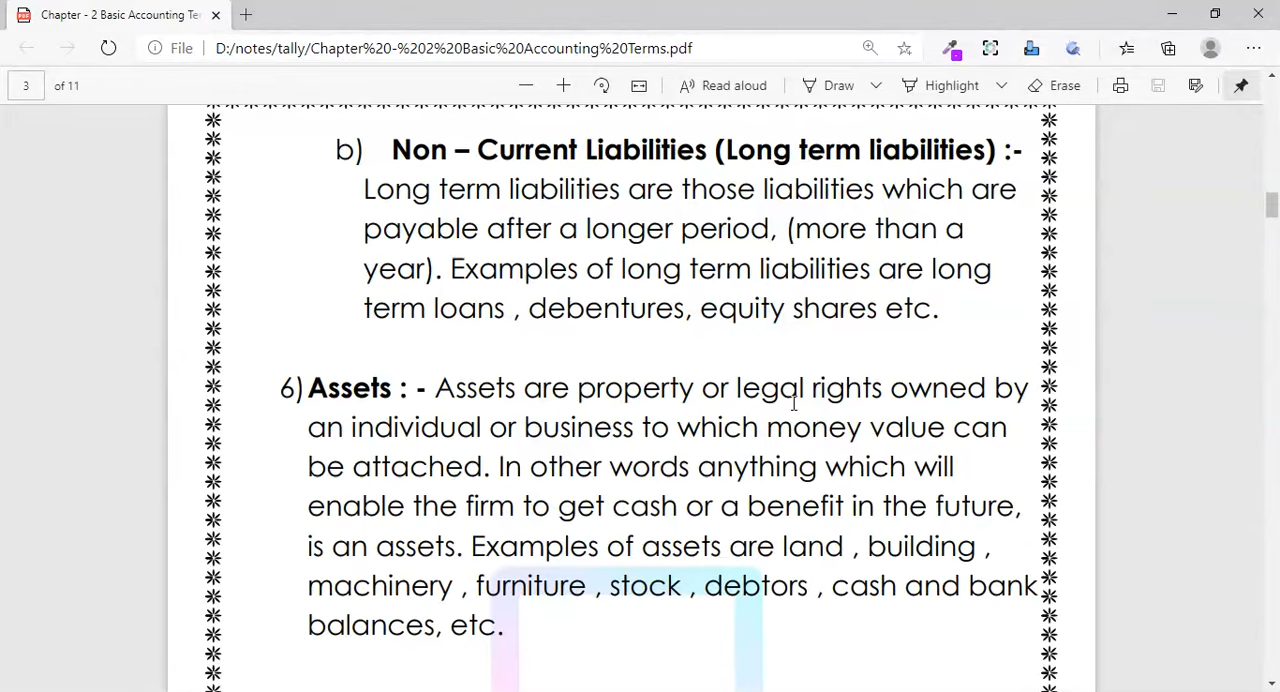 Chapter - 2 Basic Accounting Ter
File
D:/notes/tally/Chapter%20-%202%20Basic%20Accounting%20Terms.pdf
3 of 11
Read aloud
Draw
Highlight
Erase
b) Non – Current Liabilities (Long term liabilities) :-
Long term liabilities are those liabilities which are
payable after a longer period, (more than a
year). Examples of long term liabilities are long
term loans , debentures, equity shares etc.
6) Assets : - Assets are property or legal rights owned by
an individual or business to which money value can
be attached. In other words anything which will
enable the firm to get cash or a benefit in the future,
is an assets. Examples of assets are land , building ,
machinery , furniture , stock , debtors , cash and bank
balances, etc.